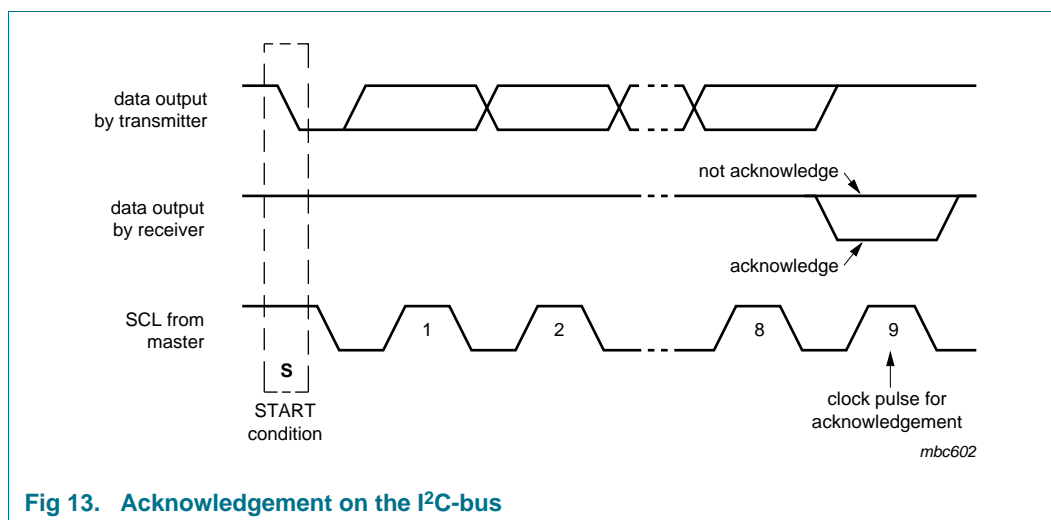 data output
by transmitter
not acknowledge
data output
by receiver
acknowledge
SCL from
master
1
2
8
9
S
START
condition
clock pulse for
acknowledgement
mbc602
Fig 13. Acknowledgement on the I²C-bus